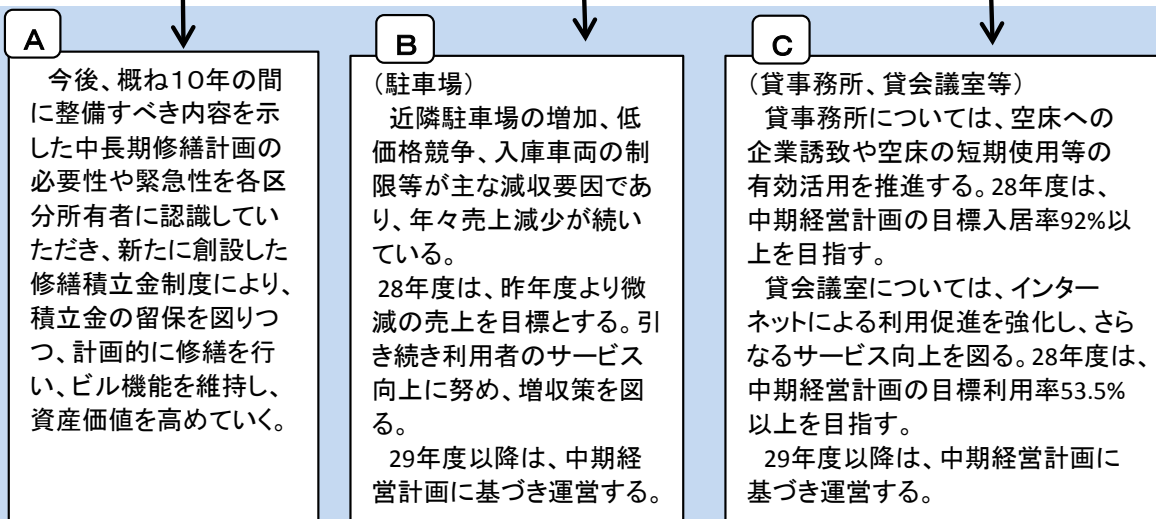 A
今後、概ね10年の間
に整備すべき内容を示
した中長期修繕計画の
必要性や緊急性を各区
分所有者に認識してい
ただき、新たに創設した
修繕積立金制度により、
積立金の留保を図りつ
つ、計画的に修繕を行
い、ビル機能を維持し、
資産価値を高めていく。
B
（駐車場）
近隣駐車場の増加、低
価格競争、入庫車両の制
限等が主な減収要因であ
り、年々売上減少が続い
ている。
28年度は、昨年度より微
減の売上を目標とする。引
き続き利用者のサービス
向上に努め、増収策を図
る。
29年度以降は、中期経
営計画に基づき運営する。
C
（貸事務所、貸会議室等）
貸事務所については、空床への
企業誘致や空床の短期使用等の
有効活用を推進する。28年度は、
中期経営計画の目標入居率92%以
上を目指す。
貸会議室については、インター
ネットによる利用促進を強化し、さら
なるサービス向上を図る。28年度は、
中期経営計画の目標利用率53.5%
以上を目指す。
29年度以降は、中期経営計画に
基づき運営する。